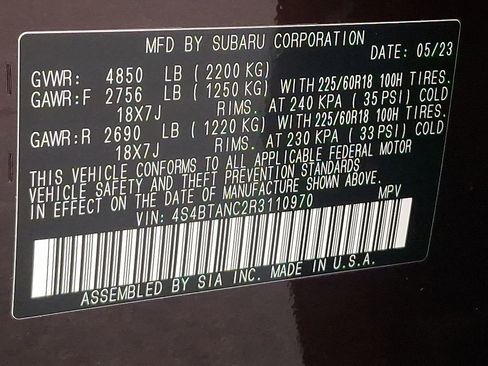 MFD BY SUBARU CORPORATION DATE: 05/23
GVWR: 4850 LB (2200 KG)
GAWR:F 2756 LB (1250 KG) WITH 225/60R18 100H TIRES.
18X7J RIMS. AT 240 KPA (35 PSI) COLD
GAWR:R 2690 LB (1220 KG) WITH 225/60R18 100H TIRES.
18X7J RIMS. AT 230 KPA (33 PSI) COLD
THIS VEHICLE CONFORMS TO ALL APPLICABLE FEDERAL MOTOR
VEHICLE SAFETY AND THEFT PREVENTION STANDARDS
IN EFFECT ON THE DATE OF MANUFACTURE SHOWN ABOVE.
VIN: 4S4BTANC2R3110970 MPV
ASSEMBLED BY SIA INC. MADE IN U.S.A.